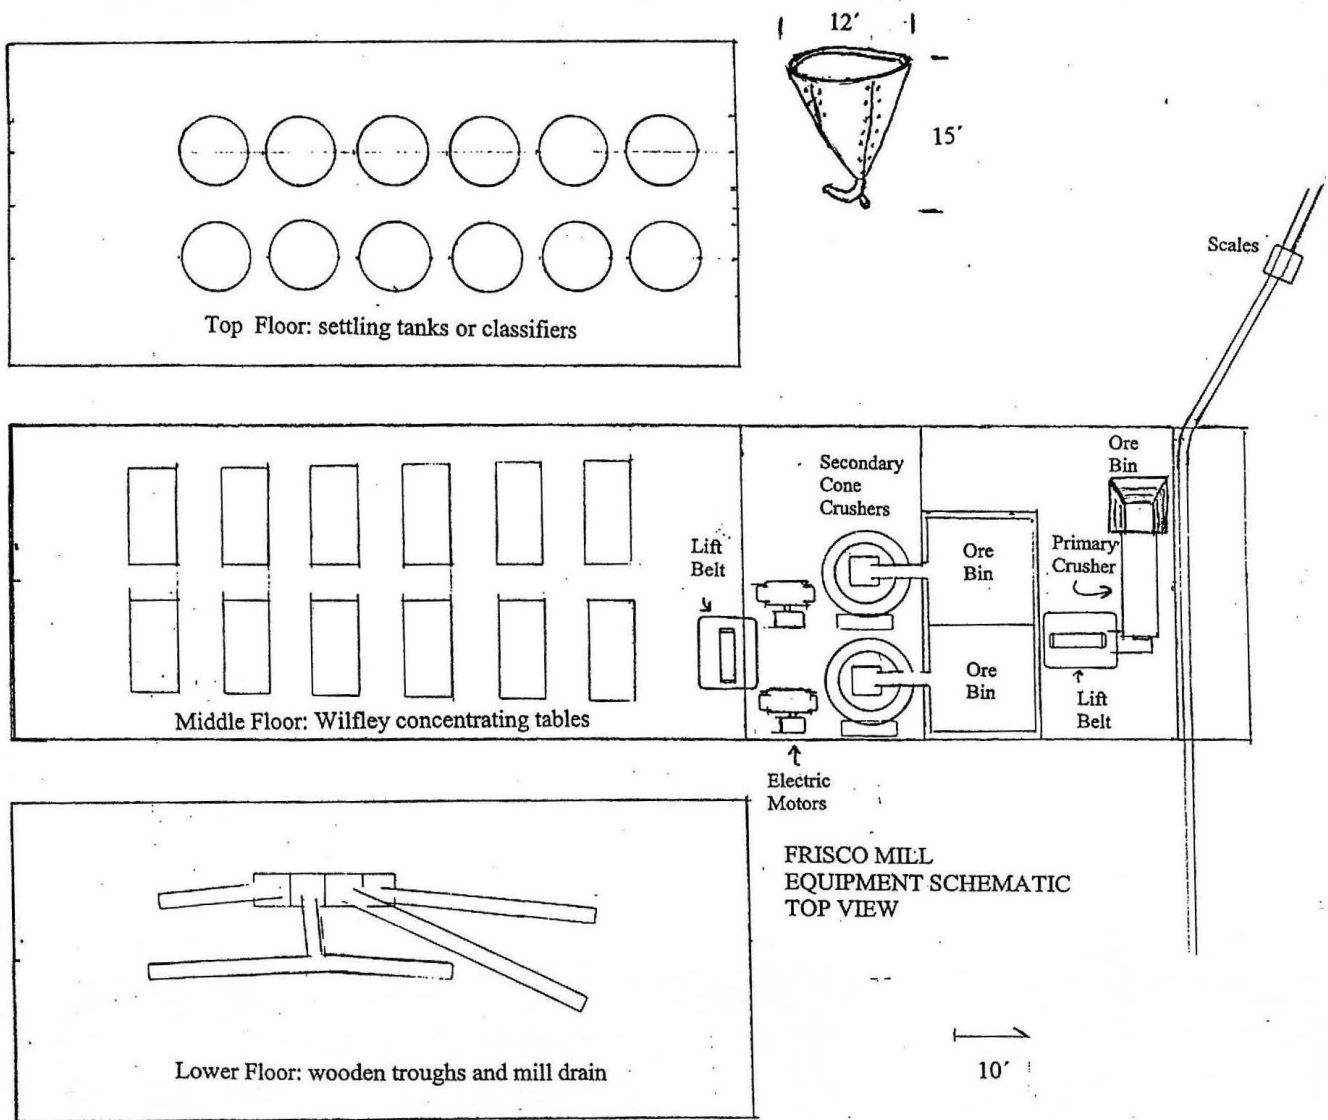 12′
15′
Scales
Top Floor: settling tanks or classifiers
Secondary
Cone
Crushers
Ore
Bin
Lift
Belt
Ore
Bin
Primary
Crusher
Ore
Bin
Lift
Belt
Middle Floor: Wilfley concentrating tables
Electric
Motors
FRISCO MILL
EQUIPMENT SCHEMATIC
TOP VIEW
Lower Floor: wooden troughs and mill drain
10′